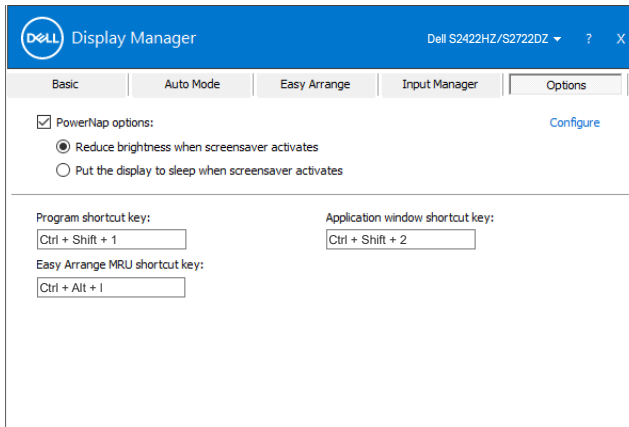 DELL Display Manager Dell S2422HZ/S2722DZ ? X
Basic Auto Mode Easy Arrange Input Manager Options
PowerNap options: Configure
Reduce brightness when screensaver activates
Put the display to sleep when screensaver activates
Program shortcut key: Application window shortcut key:
Ctrl + Shift + 1 Ctrl + Shift + 2
Easy Arrange MRU shortcut key:
Ctrl + Alt + I